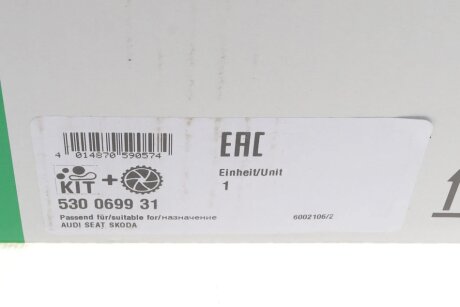 4 014870 590574
EAC
KIT +
Einheit/Unit
1
530 0699 31
Passend für/suitable for/назначение
6002106/2
AUDI SEAT SKODA